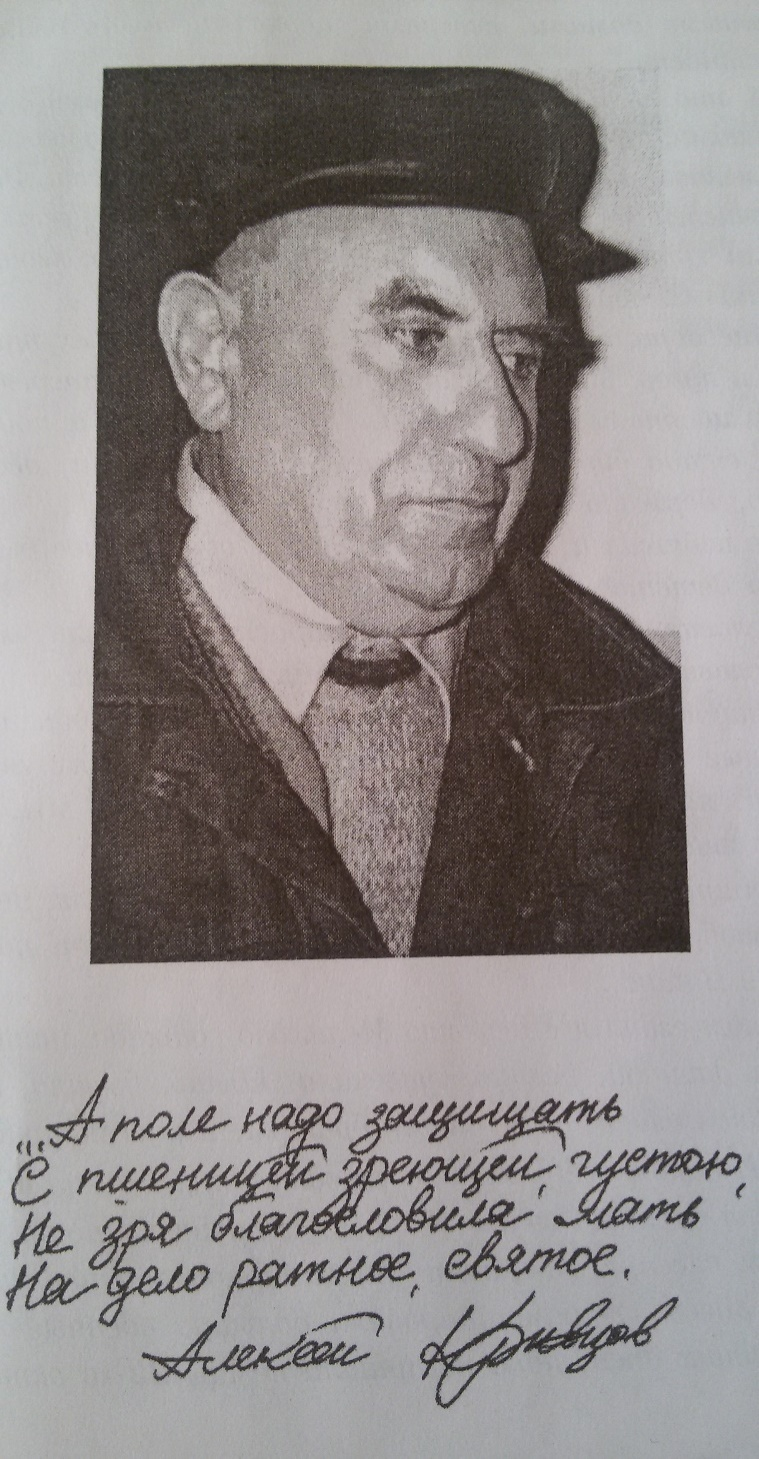 ...А поле надо защищать
С пшеницей зреющей, густою,
Не зря благословила мать
На дело ратное, святое.
Алексей Кривцов